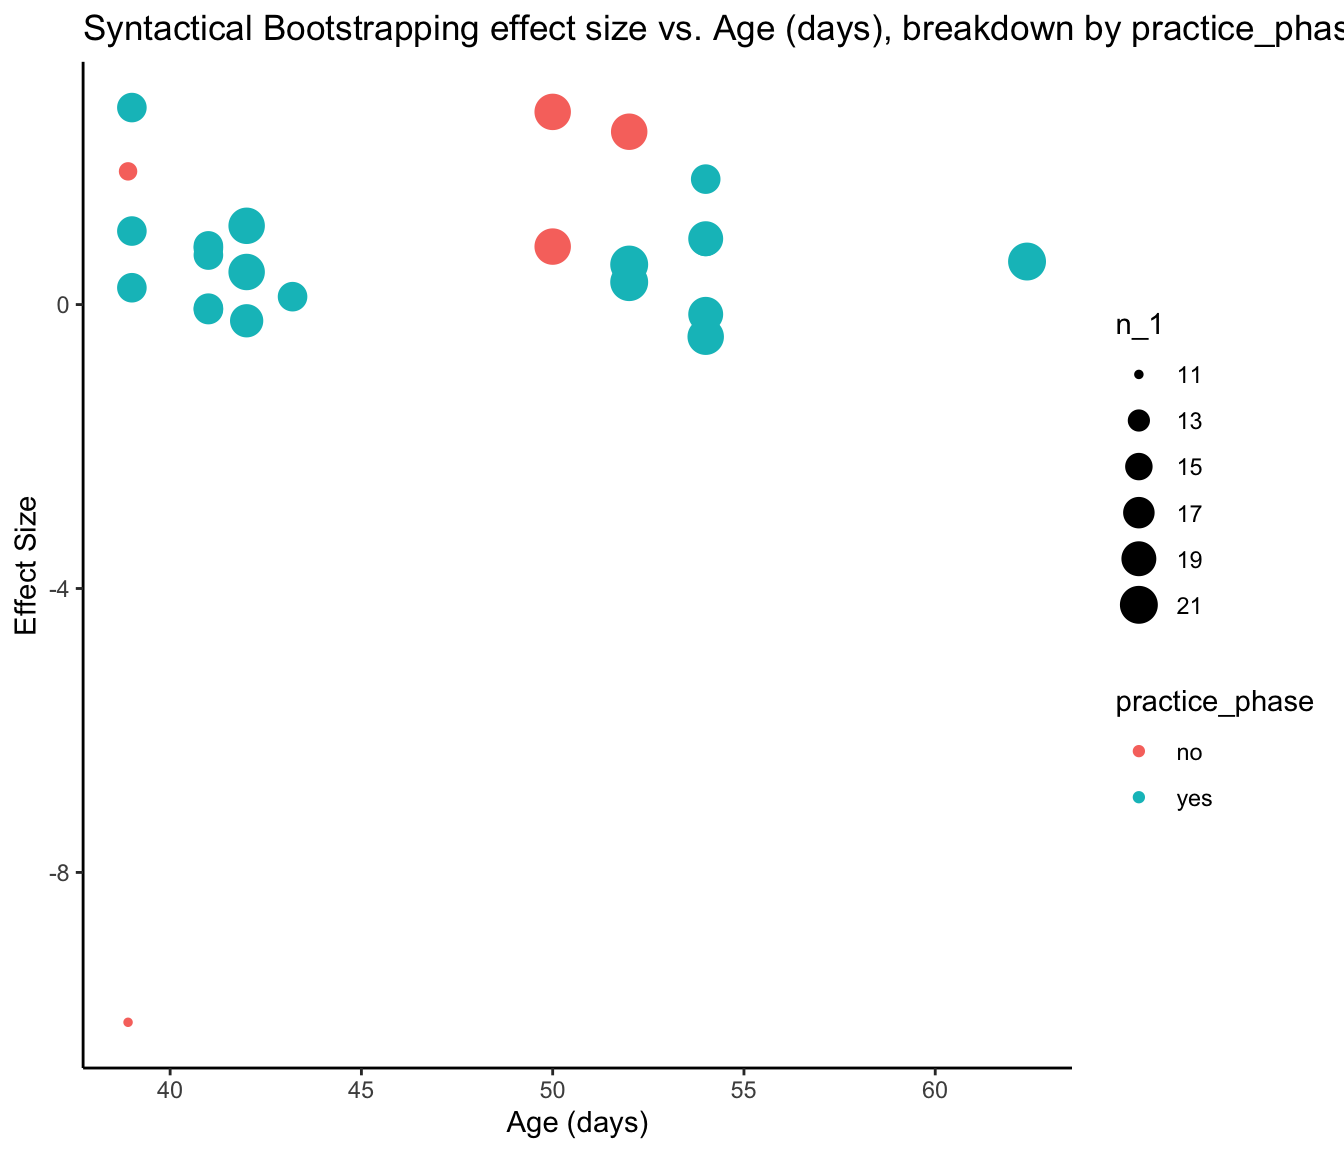 Syntactical Bootstrapping effect size vs. Age (days), breakdown by practice_phas
0
-4
-8
Effect Size
40 45 50 55 60
Age (days)
n_1
11
13
15
17
19
21
practice_phase
no
yes